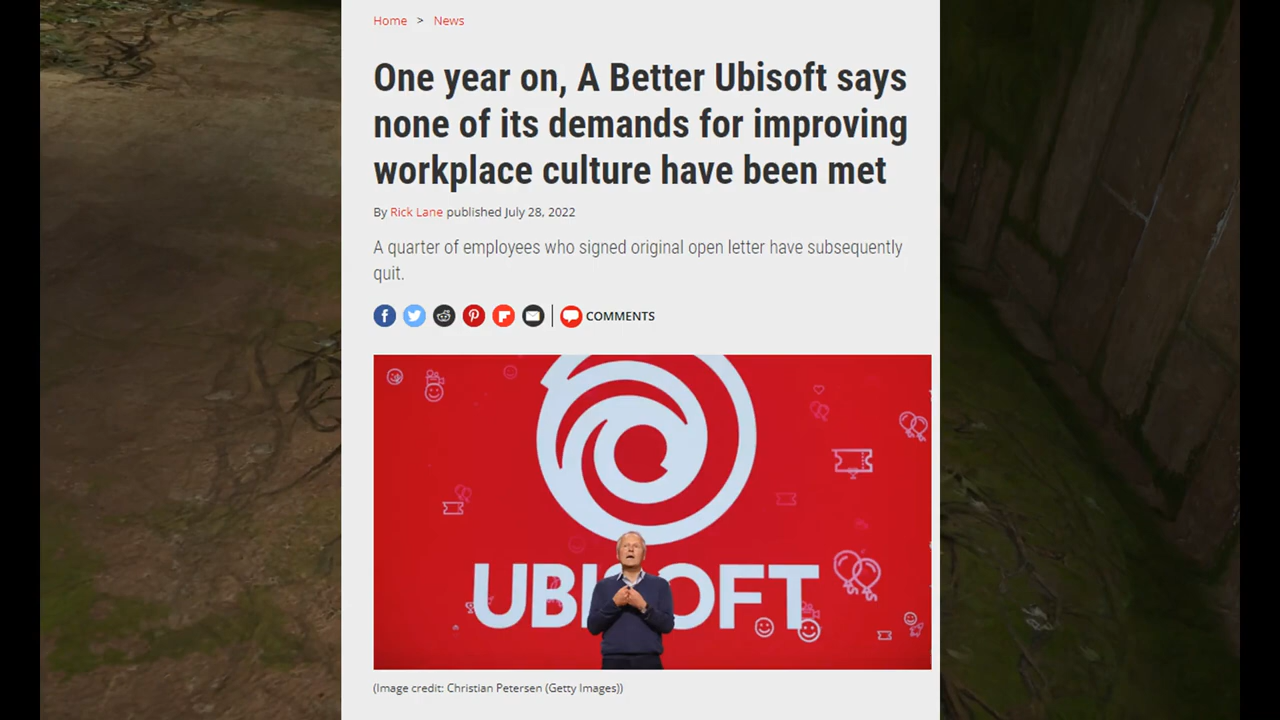 Home > News
One year on, A Better Ubisoft says
none of its demands for improving
workplace culture have been met
By Rick Lane published July 28, 2022
A quarter of employees who signed original open letter have subsequently
quit.
COMMENTS
UBISOFT
(Image credit: Christian Petersen (Getty Images))